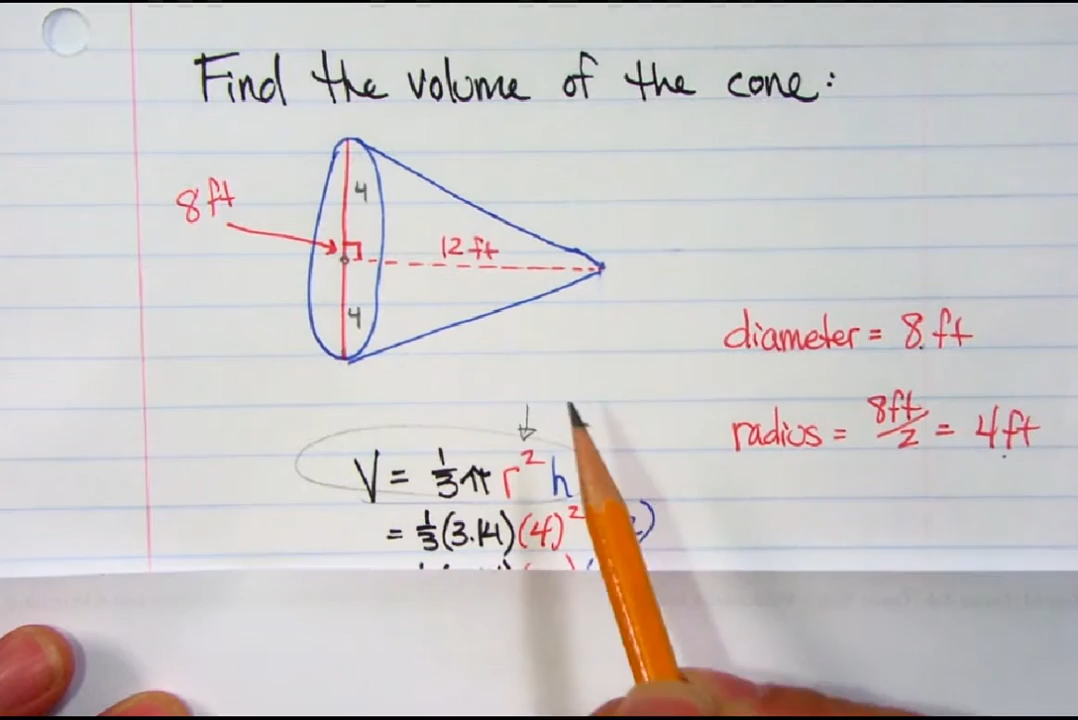 Find the volume of the cone:
8 ft
4
12 ft
4
diameter = 8 ft
radius = 8ft/2 = 4ft
V = 1/3 π r² h
= 1/3 (3.14)(4)²